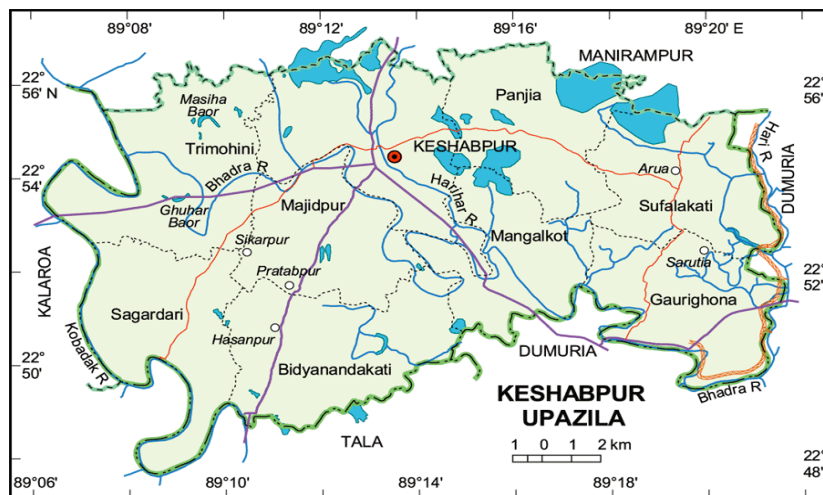 89° 08' 89° 12' 89° 16' 89° 20' E
MANIRAMPUR
22° 56' N
22° 56'
Panjia
Masiha Baor
Trimohini
KESHABPUR
Hari R
DUMURIA
22° 54'
Bhadra R
Arua
Ghuhar Baor
Majidpur
Harihar R
Sufalakati
Sikarpur
Mangalkot
Sarutia
KALAROA
Pratabpur
22° 52'
Sagardari
Gaurighona
Hasanpur
Kobadak R
22° 50'
Bidyanandakati
DUMURIA
Bhadra R
KESHABPUR
UPAZILA
TALA
1 0 1 2 km
22° 48'
89° 06' 89° 10' 89° 14' 89° 18'